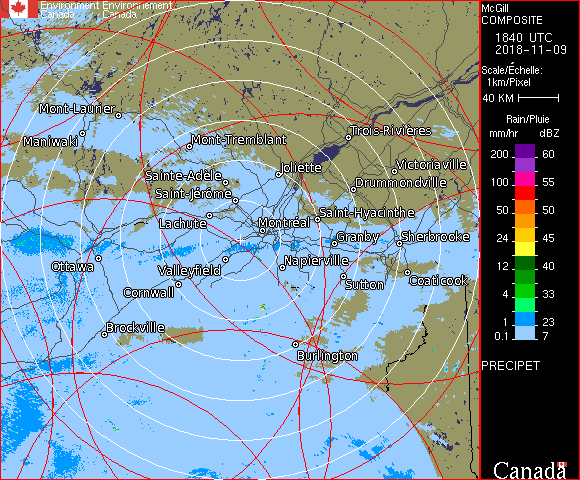 Environment Environnement
Canada Canada
McGill
COMPOSITE
1840 UTC
2018-11-09
Scale/Échelle:
1km/Pixel
40 KM
Rain/Pluie
mm/hr dBZ
200 60
100 55
50 50
24 45
12 40
4 33
1 23
0.1 7
PRECIPET
Canada
Mont-Laurier
Maniwaki
Mont-Tremblant
Trois-Rivières
Victoriaville
Sainte-Adèle
Joliette
Drummondville
Saint-Jérôme
Saint-Hyacinthe
Lachute
Montréal
Granby
Sherbrooke
Ottawa
Valleyfield
Napierville
Sutton
Coaticook
Cornwall
Brockville
Burlington